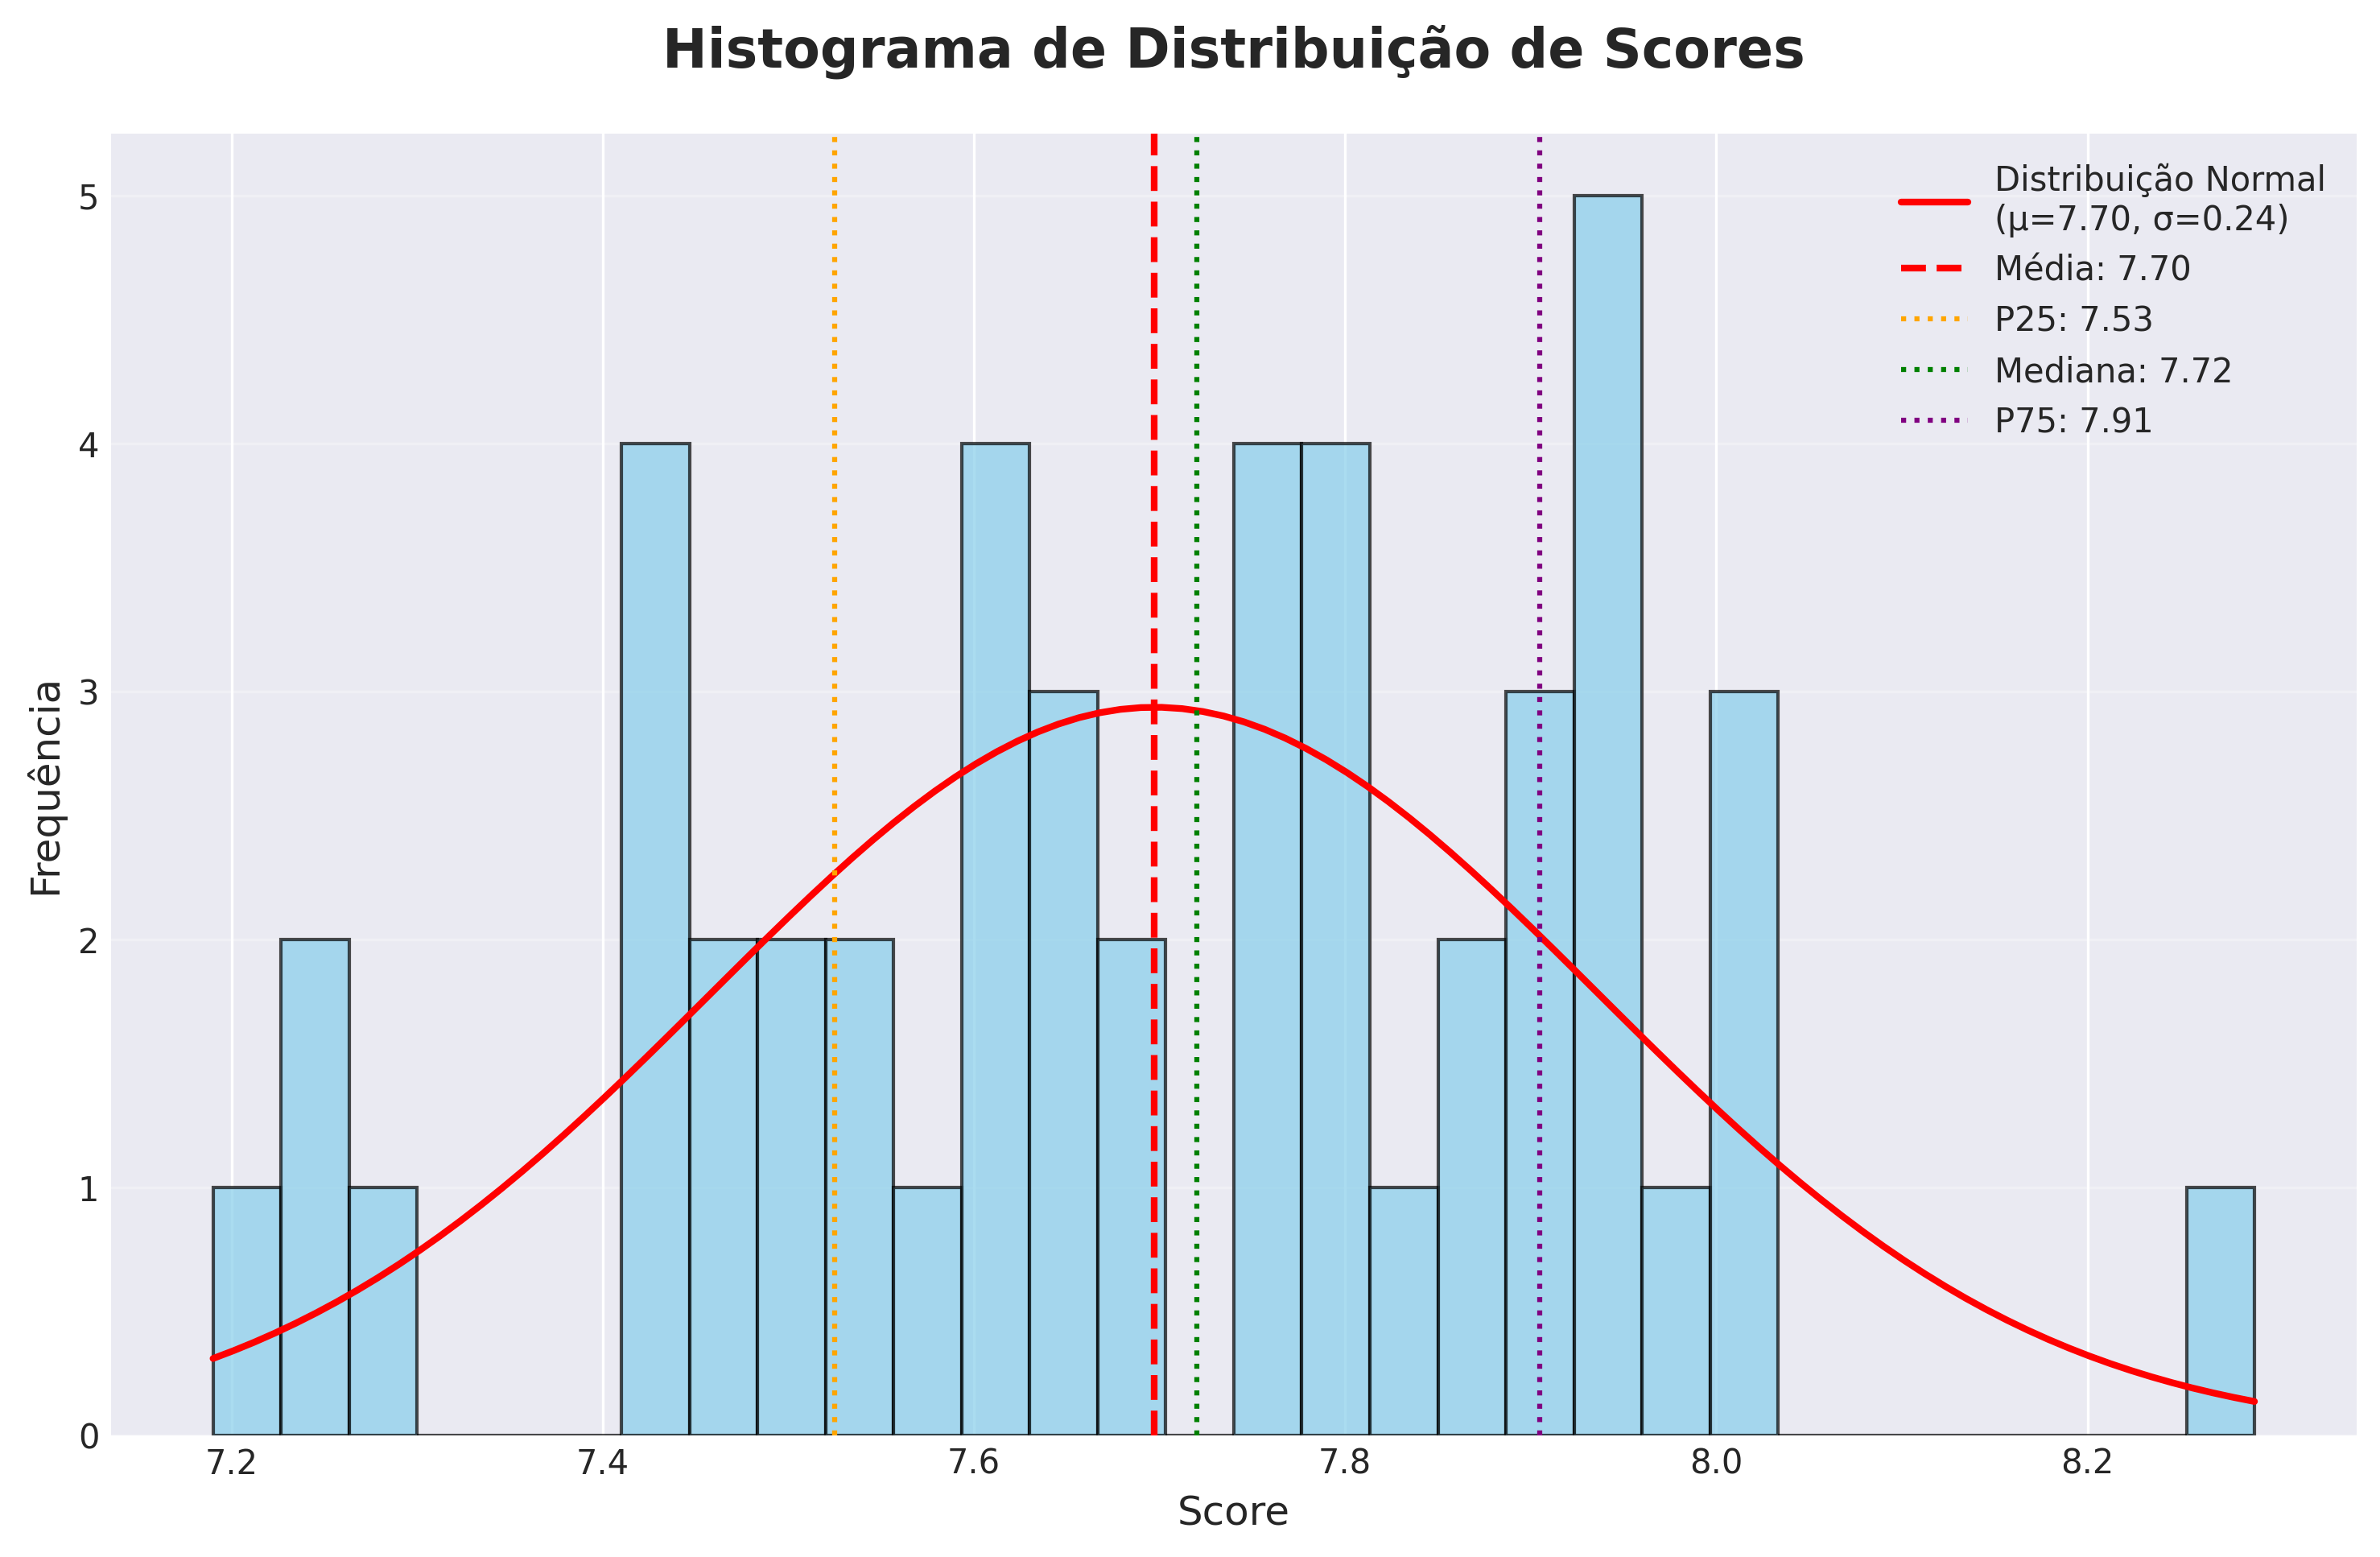 Histograma de Distribuição de Scores
Distribuição Normal
(μ=7.70, σ=0.24)
Média: 7.70
P25: 7.53
Mediana: 7.72
P75: 7.91
Frequência
5
4
3
2
1
0
7.2
7.4
7.6
7.8
8.0
8.2
Score